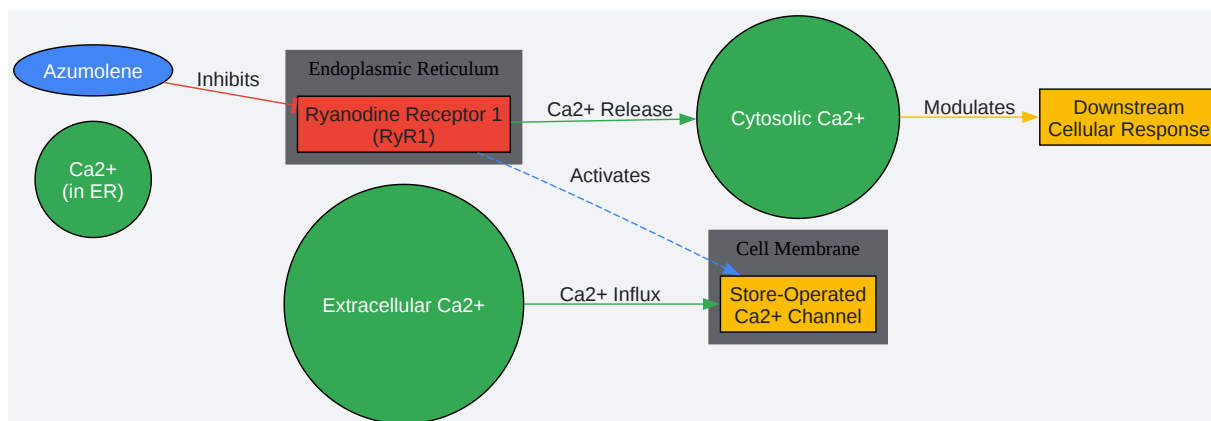 Azumolene
Inhibits
Endoplasmic Reticulum
Ryanodine Receptor 1
(RyR1)
Ca2+ Release
Cytosolic Ca2+
Modulates
Downstream
Cellular Response
Ca2+
(in ER)
Activates
Cell Membrane
Extracellular Ca2+
Ca2+ Influx
Store-Operated
Ca2+ Channel